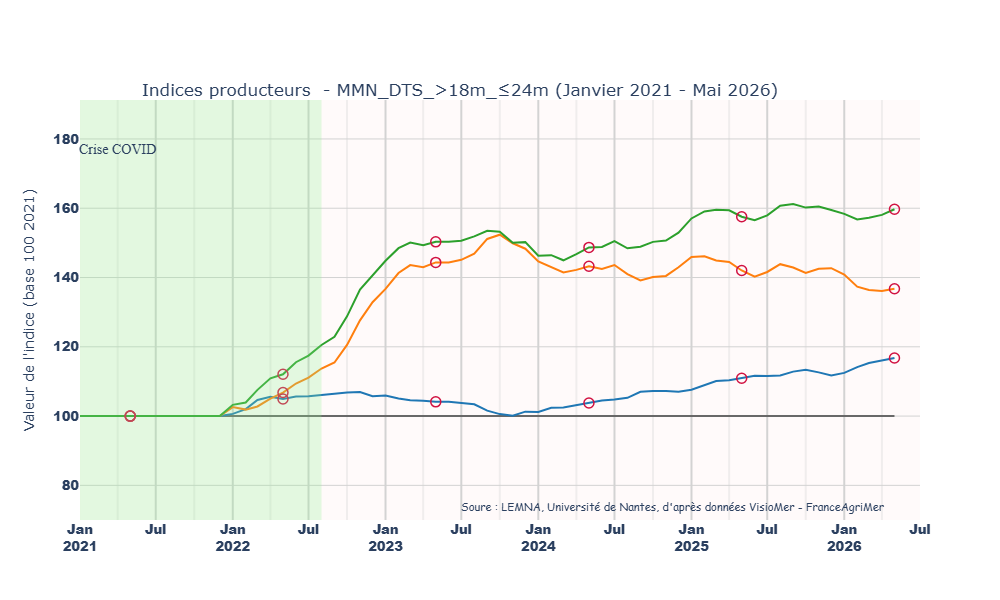 Indices producteurs  - MMN_DTS_>18m_≤24m (Janvier 2021 - Mai 2026)
Valeur de l'indice (base 100 2021)
180
160
140
120
100
80
Crise COVID
Soure : LEMNA, Université de Nantes, d'après données VisioMer - FranceAgriMer
Jan Jul Jan Jul Jan Jul Jan Jul Jan Jul Jan Jul
2021 2022 2023 2024 2025 2026